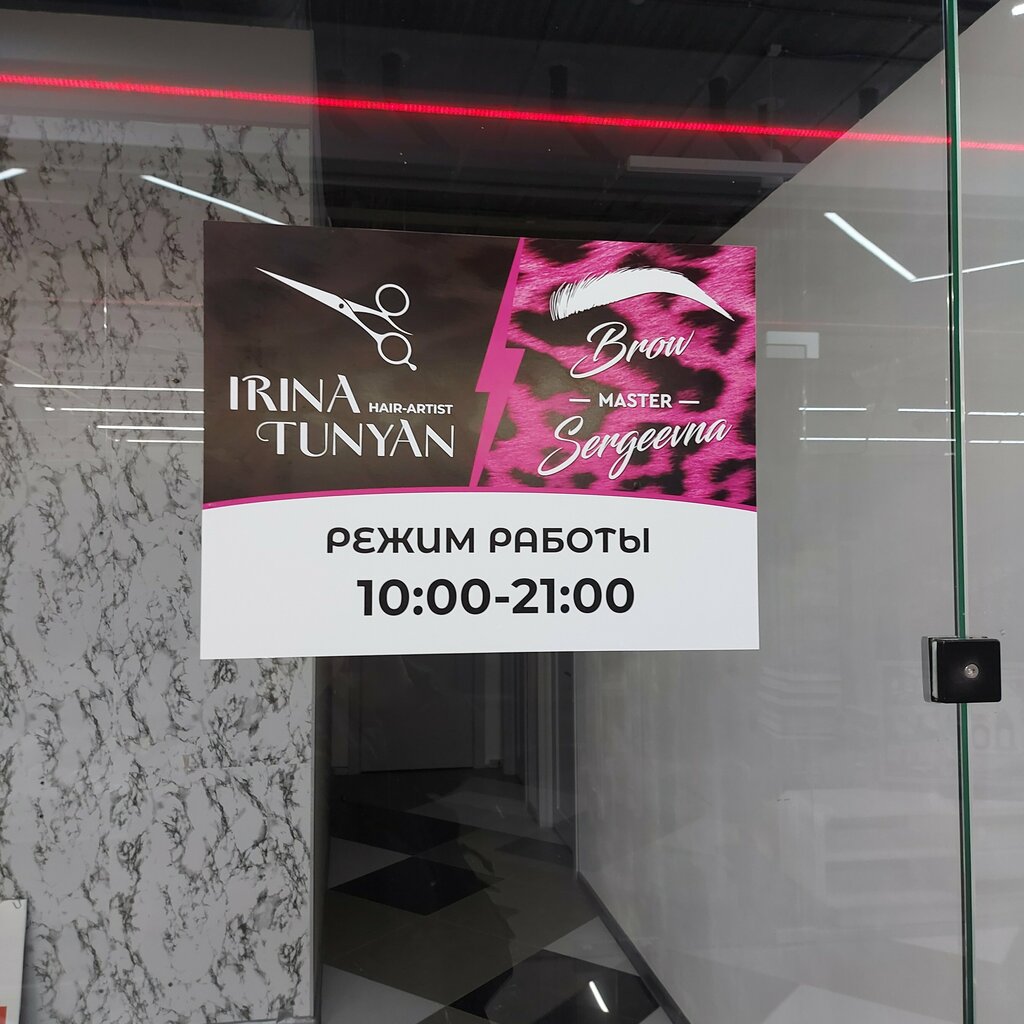 IRINA HAIR-ARTIST
TUNYAN
Brow
— MASTER —
Sergeevna
РЕЖИМ РАБОТЫ
10:00-21:00